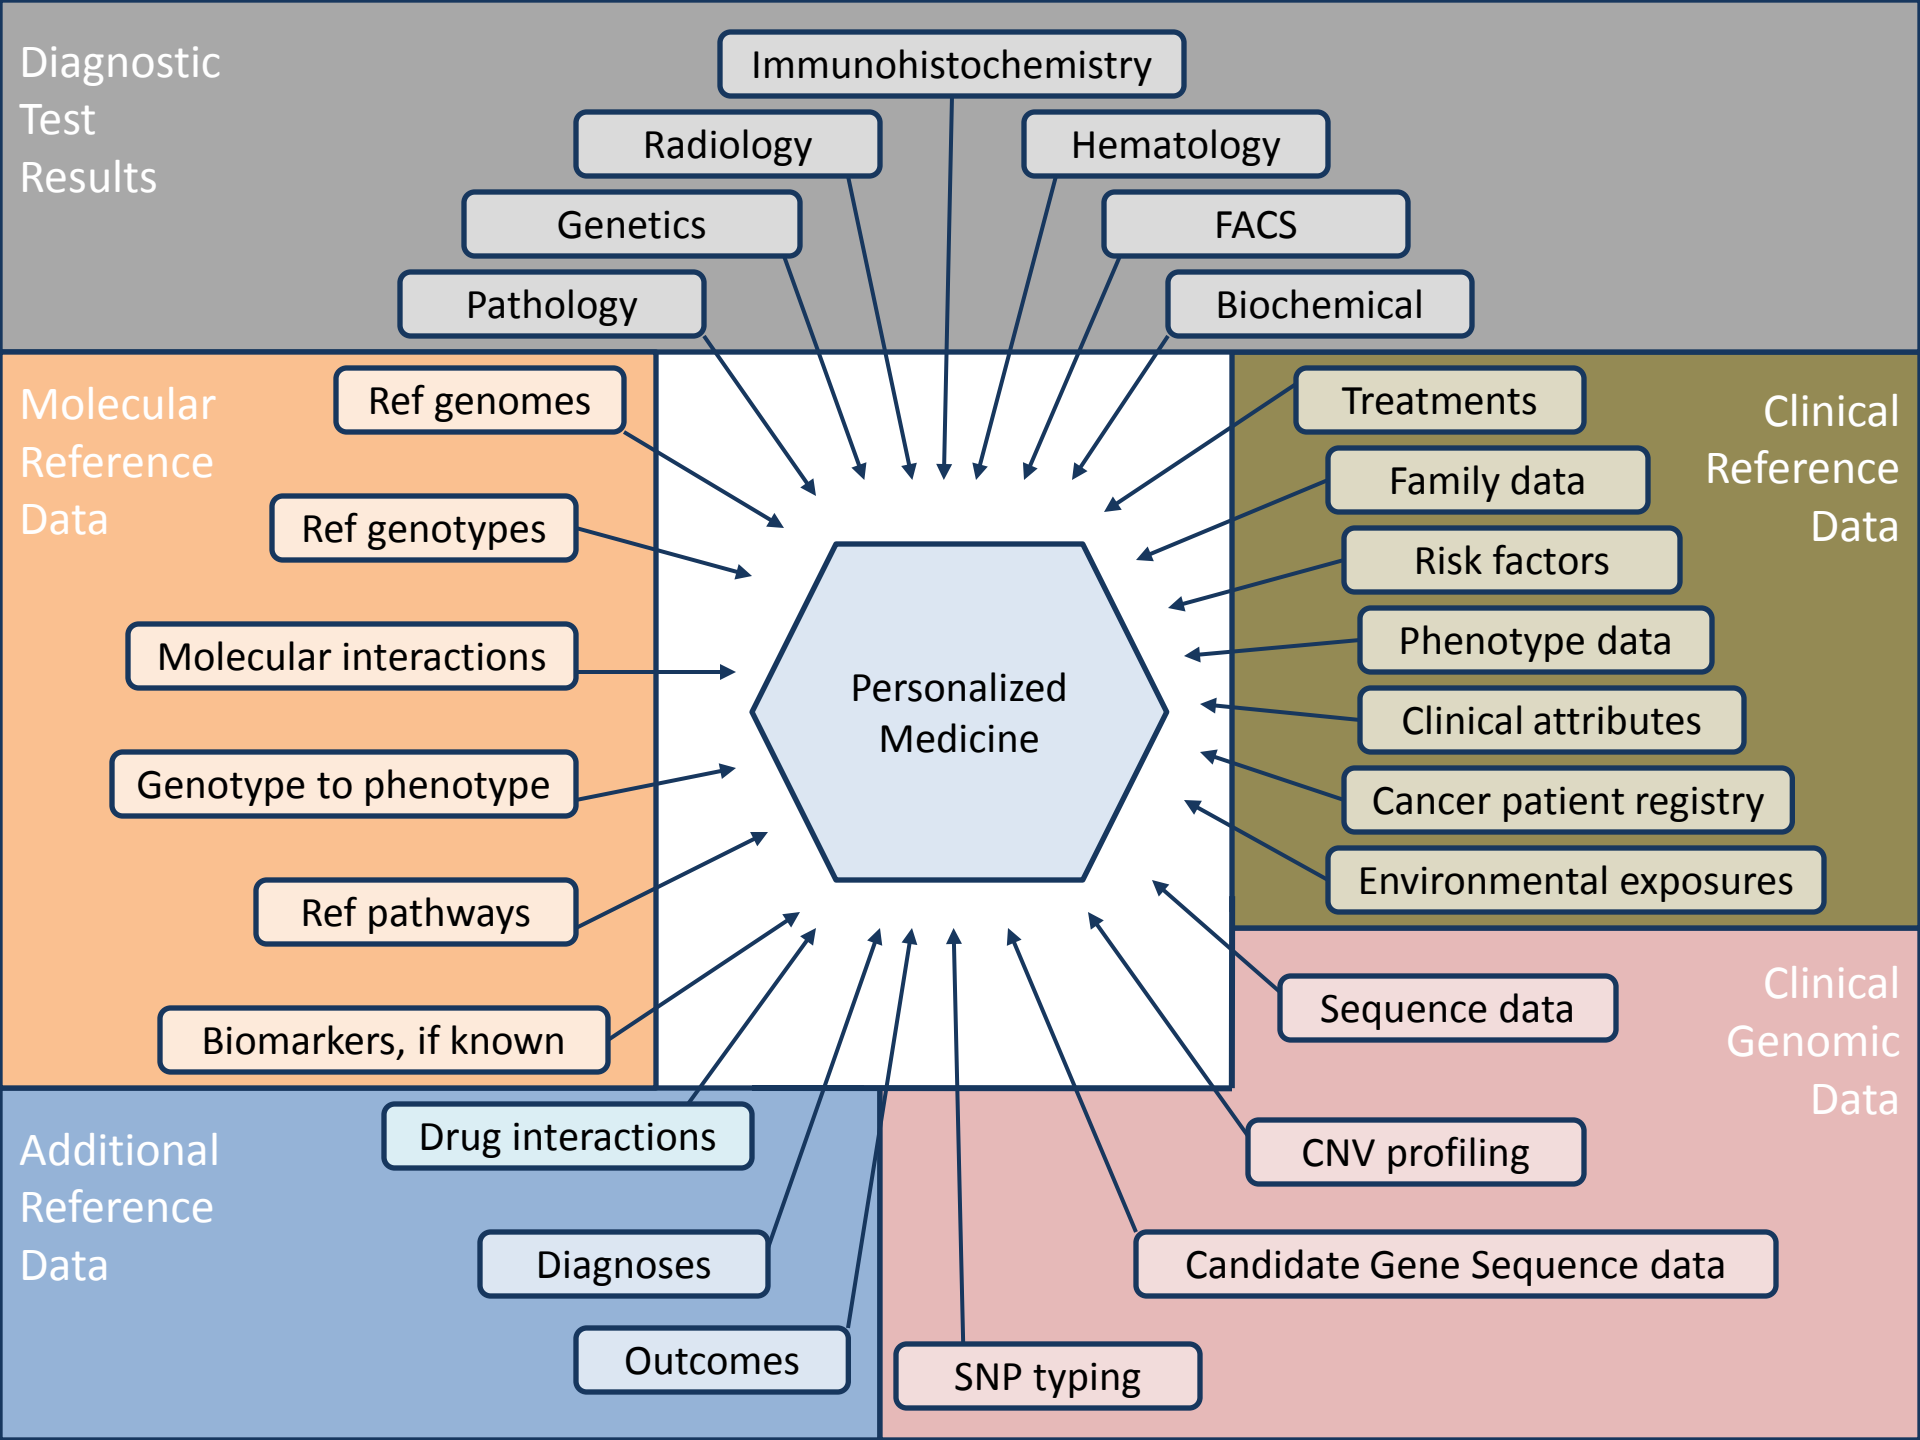 Diagnostic
Test
Results
Immunohistochemistry
Radiology
Hematology
Genetics
FACS
Pathology
Biochemical
Molecular
Reference
Data
Ref genomes
Ref genotypes
Molecular interactions
Genotype to phenotype
Ref pathways
Biomarkers, if known
Personalized
Medicine
Clinical
Reference
Data
Treatments
Family data
Risk factors
Phenotype data
Clinical attributes
Cancer patient registry
Environmental exposures
Additional
Reference
Data
Drug interactions
Diagnoses
Outcomes
Clinical
Genomic
Data
Sequence data
CNV profiling
Candidate Gene Sequence data
SNP typing